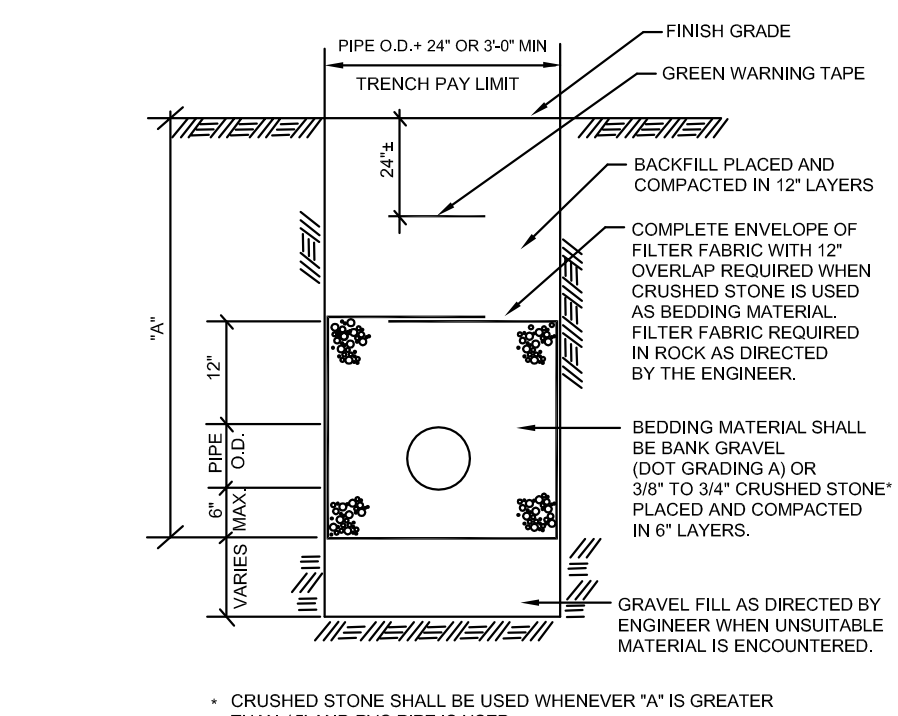 PIPE O.D.+ 24" OR 3'-0" MIN
TRENCH PAY LIMIT
FINISH GRADE
GREEN WARNING TAPE
24"±
BACKFILL PLACED AND
COMPACTED IN 12" LAYERS
COMPLETE ENVELOPE OF
FILTER FABRIC WITH 12"
OVERLAP REQUIRED WHEN
CRUSHED STONE IS USED
AS BEDDING MATERIAL.
FILTER FABRIC REQUIRED
IN ROCK AS DIRECTED
BY THE ENGINEER.
"A"
12"
PIPE
O.D.
6"
MAX.
VARIES
BEDDING MATERIAL SHALL
BE BANK GRAVEL
(DOT GRADING A) OR
3/8" TO 3/4" CRUSHED STONE*
PLACED AND COMPACTED
IN 6" LAYERS.
GRAVEL FILL AS DIRECTED BY
ENGINEER WHEN UNSUITABLE
MATERIAL IS ENCOUNTERED.
* CRUSHED STONE SHALL BE USED WHENEVER "A" IS GREATER